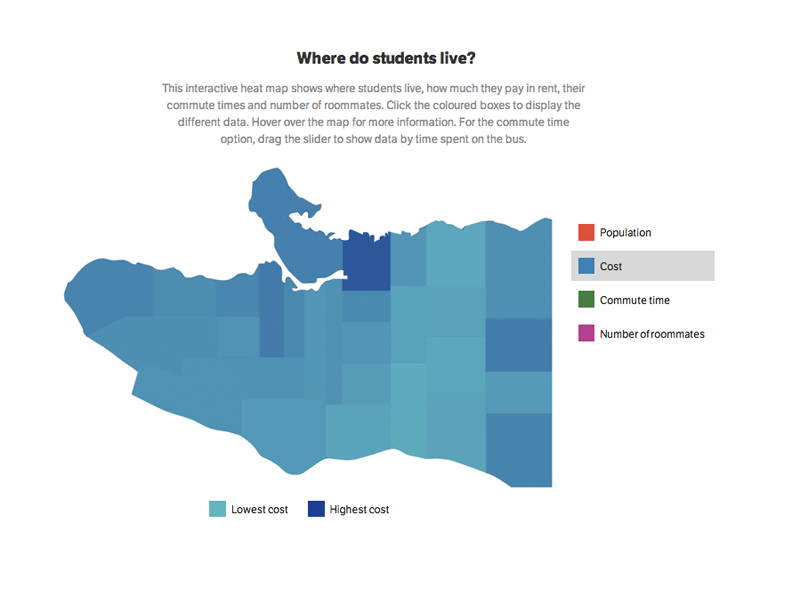 Where do students live?
This interactive heat map shows where students live, how much they pay in rent, their
commute times and number of roommates. Click the coloured boxes to display the
different data. Hover over the map for more information. For the commute time
option, drag the slider to show data by time spent on the bus.
Population
Cost
Commute time
Number of roommates
Lowest cost
Highest cost